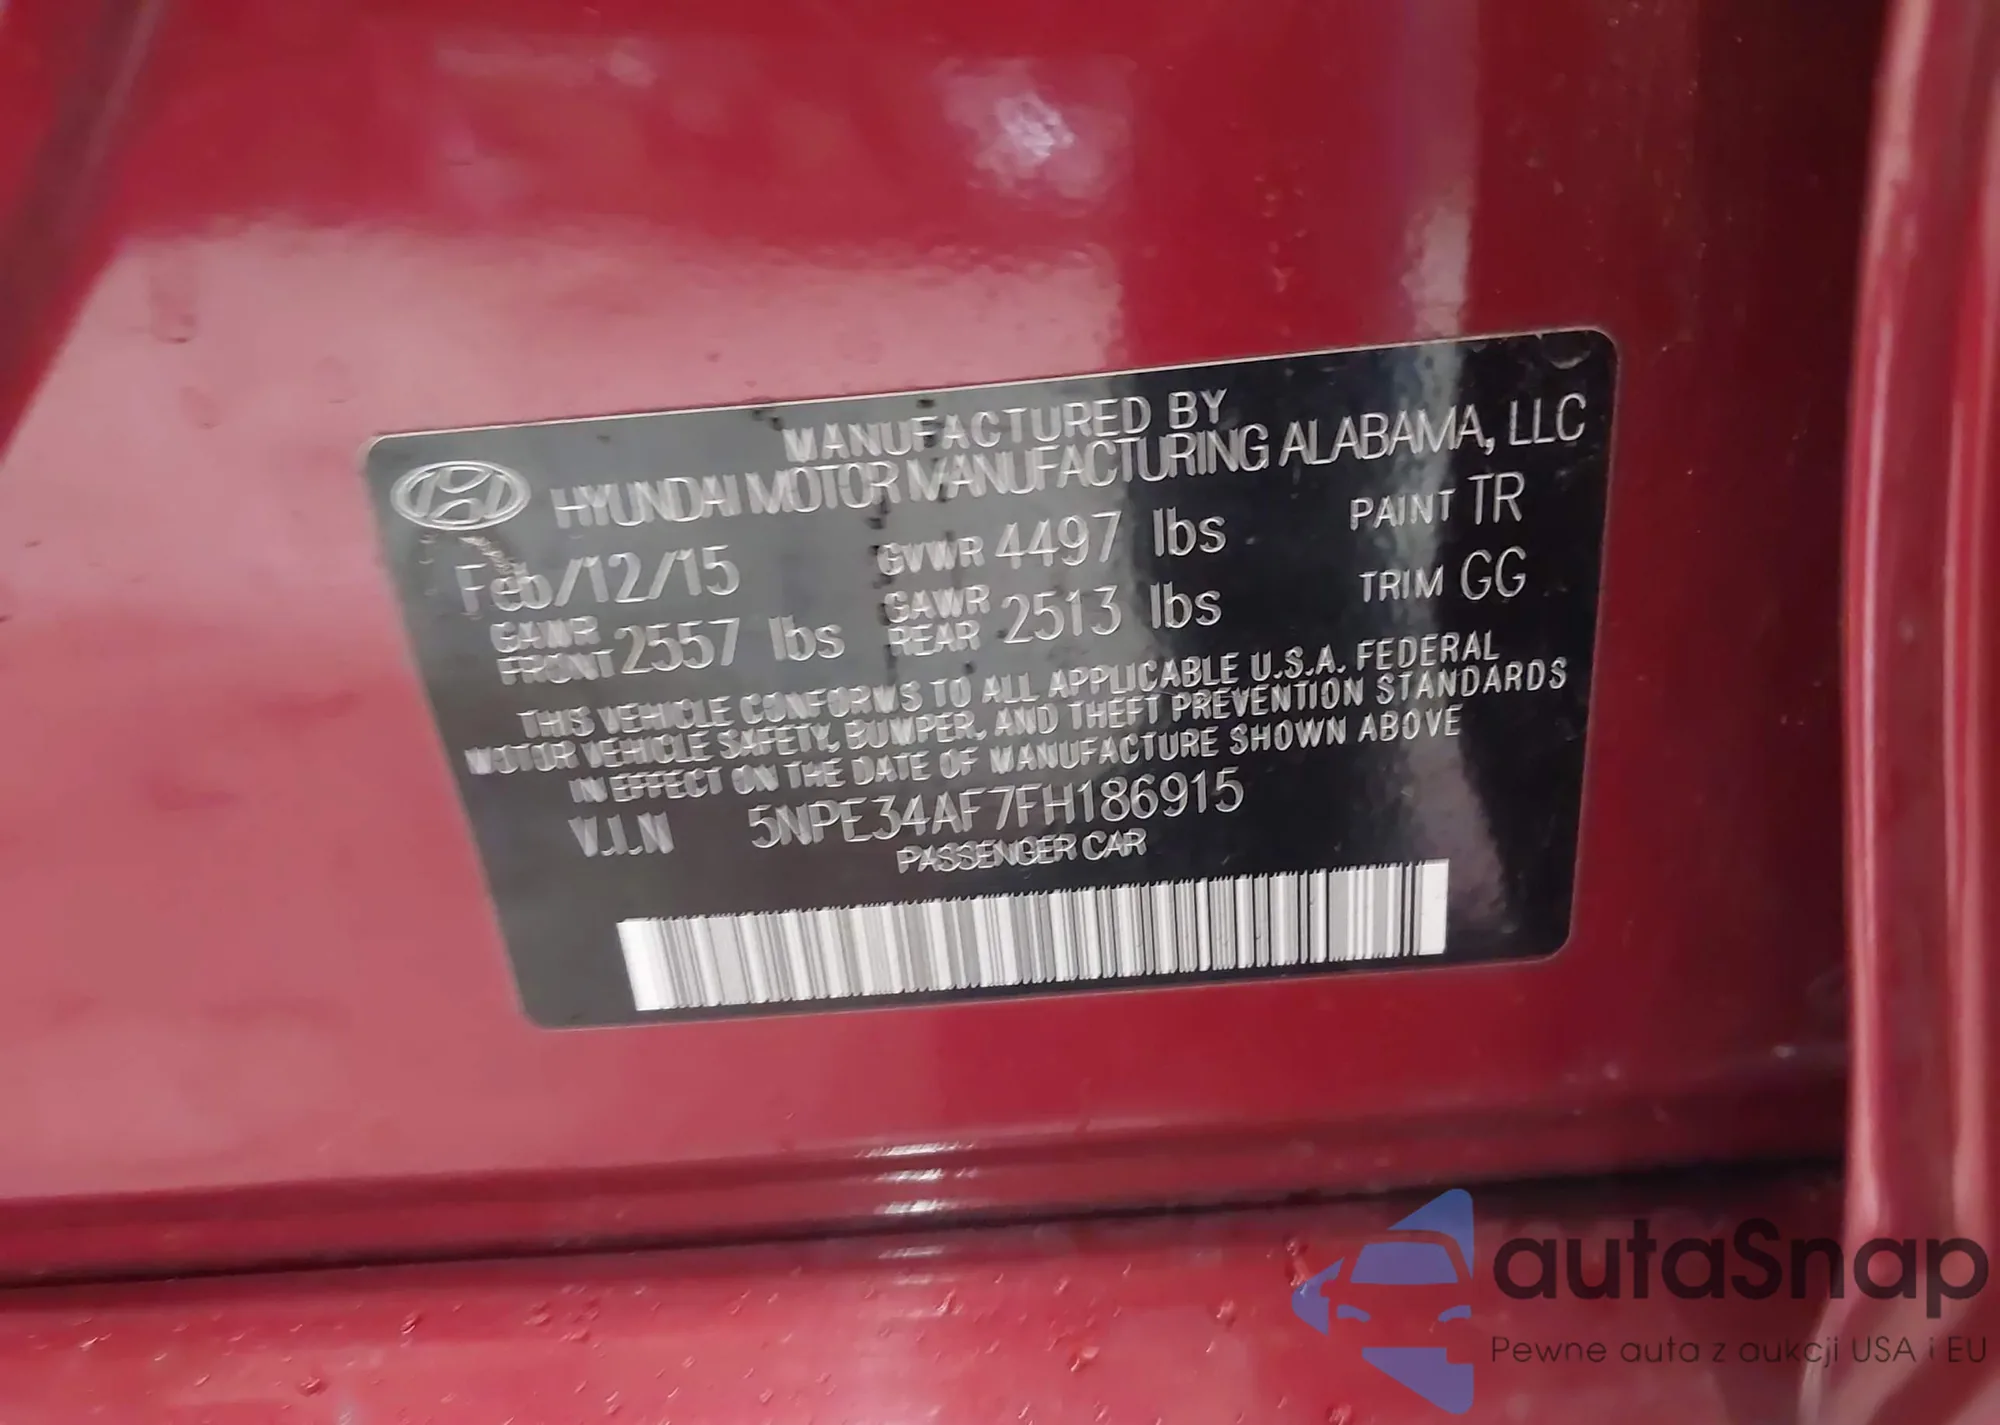 MANUFACTURED BY
HYUNDAI MOTOR MANUFACTURING ALABAMA, LLC
Feb/12/15 GVWR 4497 lbs PAINT TR
GAWR FRONT 2557 lbs GAWR REAR 2513 lbs TRIM GG
THIS VEHICLE CONFORMS TO ALL APPLICABLE U.S.A. FEDERAL
MOTOR VEHICLE SAFETY, BUMPER, AND THEFT PREVENTION STANDARDS
IN EFFECT ON THE DATE OF MANUFACTURE SHOWN ABOVE
V.I.N 5NPE34AF7FH186915
PASSENGER CAR
autaSnap
Pewne auta z aukcji USA i EU